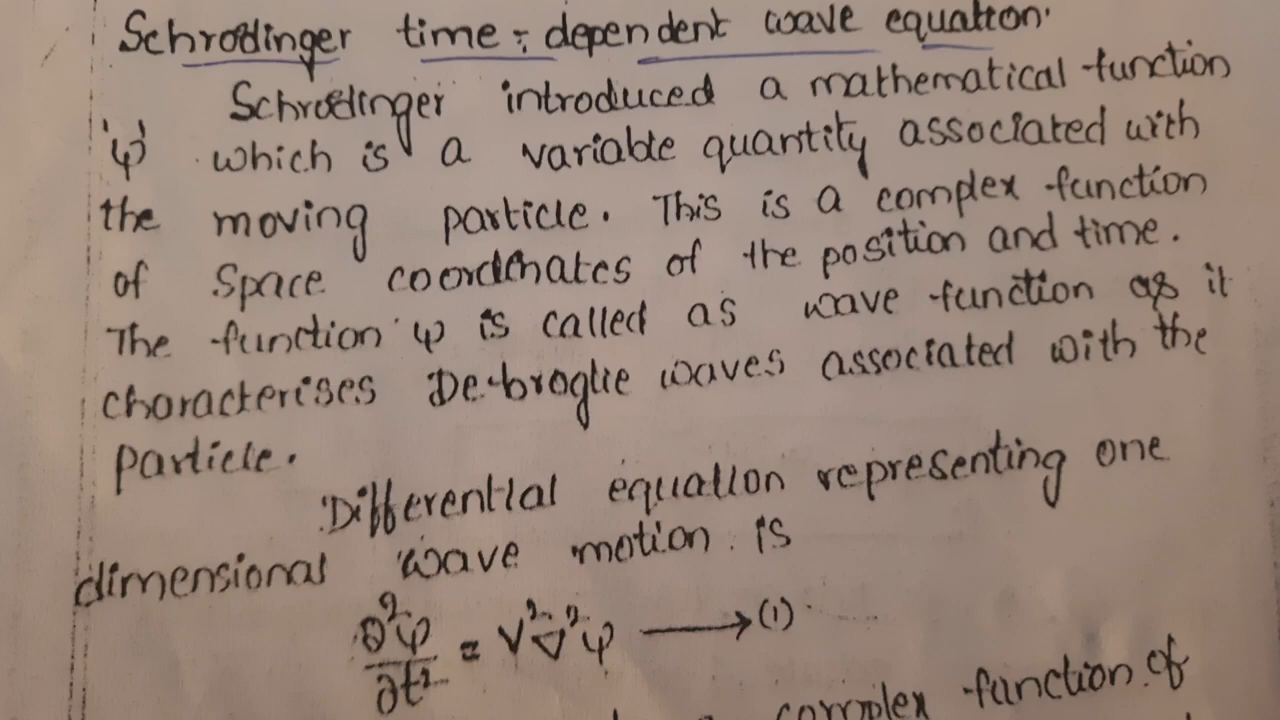 Schrodinger time-dependent wave equation.
Schrodinger introduced a mathematical function
'ψ' which is a variable quantity associated with
the moving particle. This is a complex function
of Space coordinates of the position and time.
The function ψ is called as wave function as it
characterises De-broglie waves associated with the
particle.
Differential equation representing one
dimensional wave motion is
∂²ψ/∂t² = V²∇²ψ ⟶ (1)
complex function of